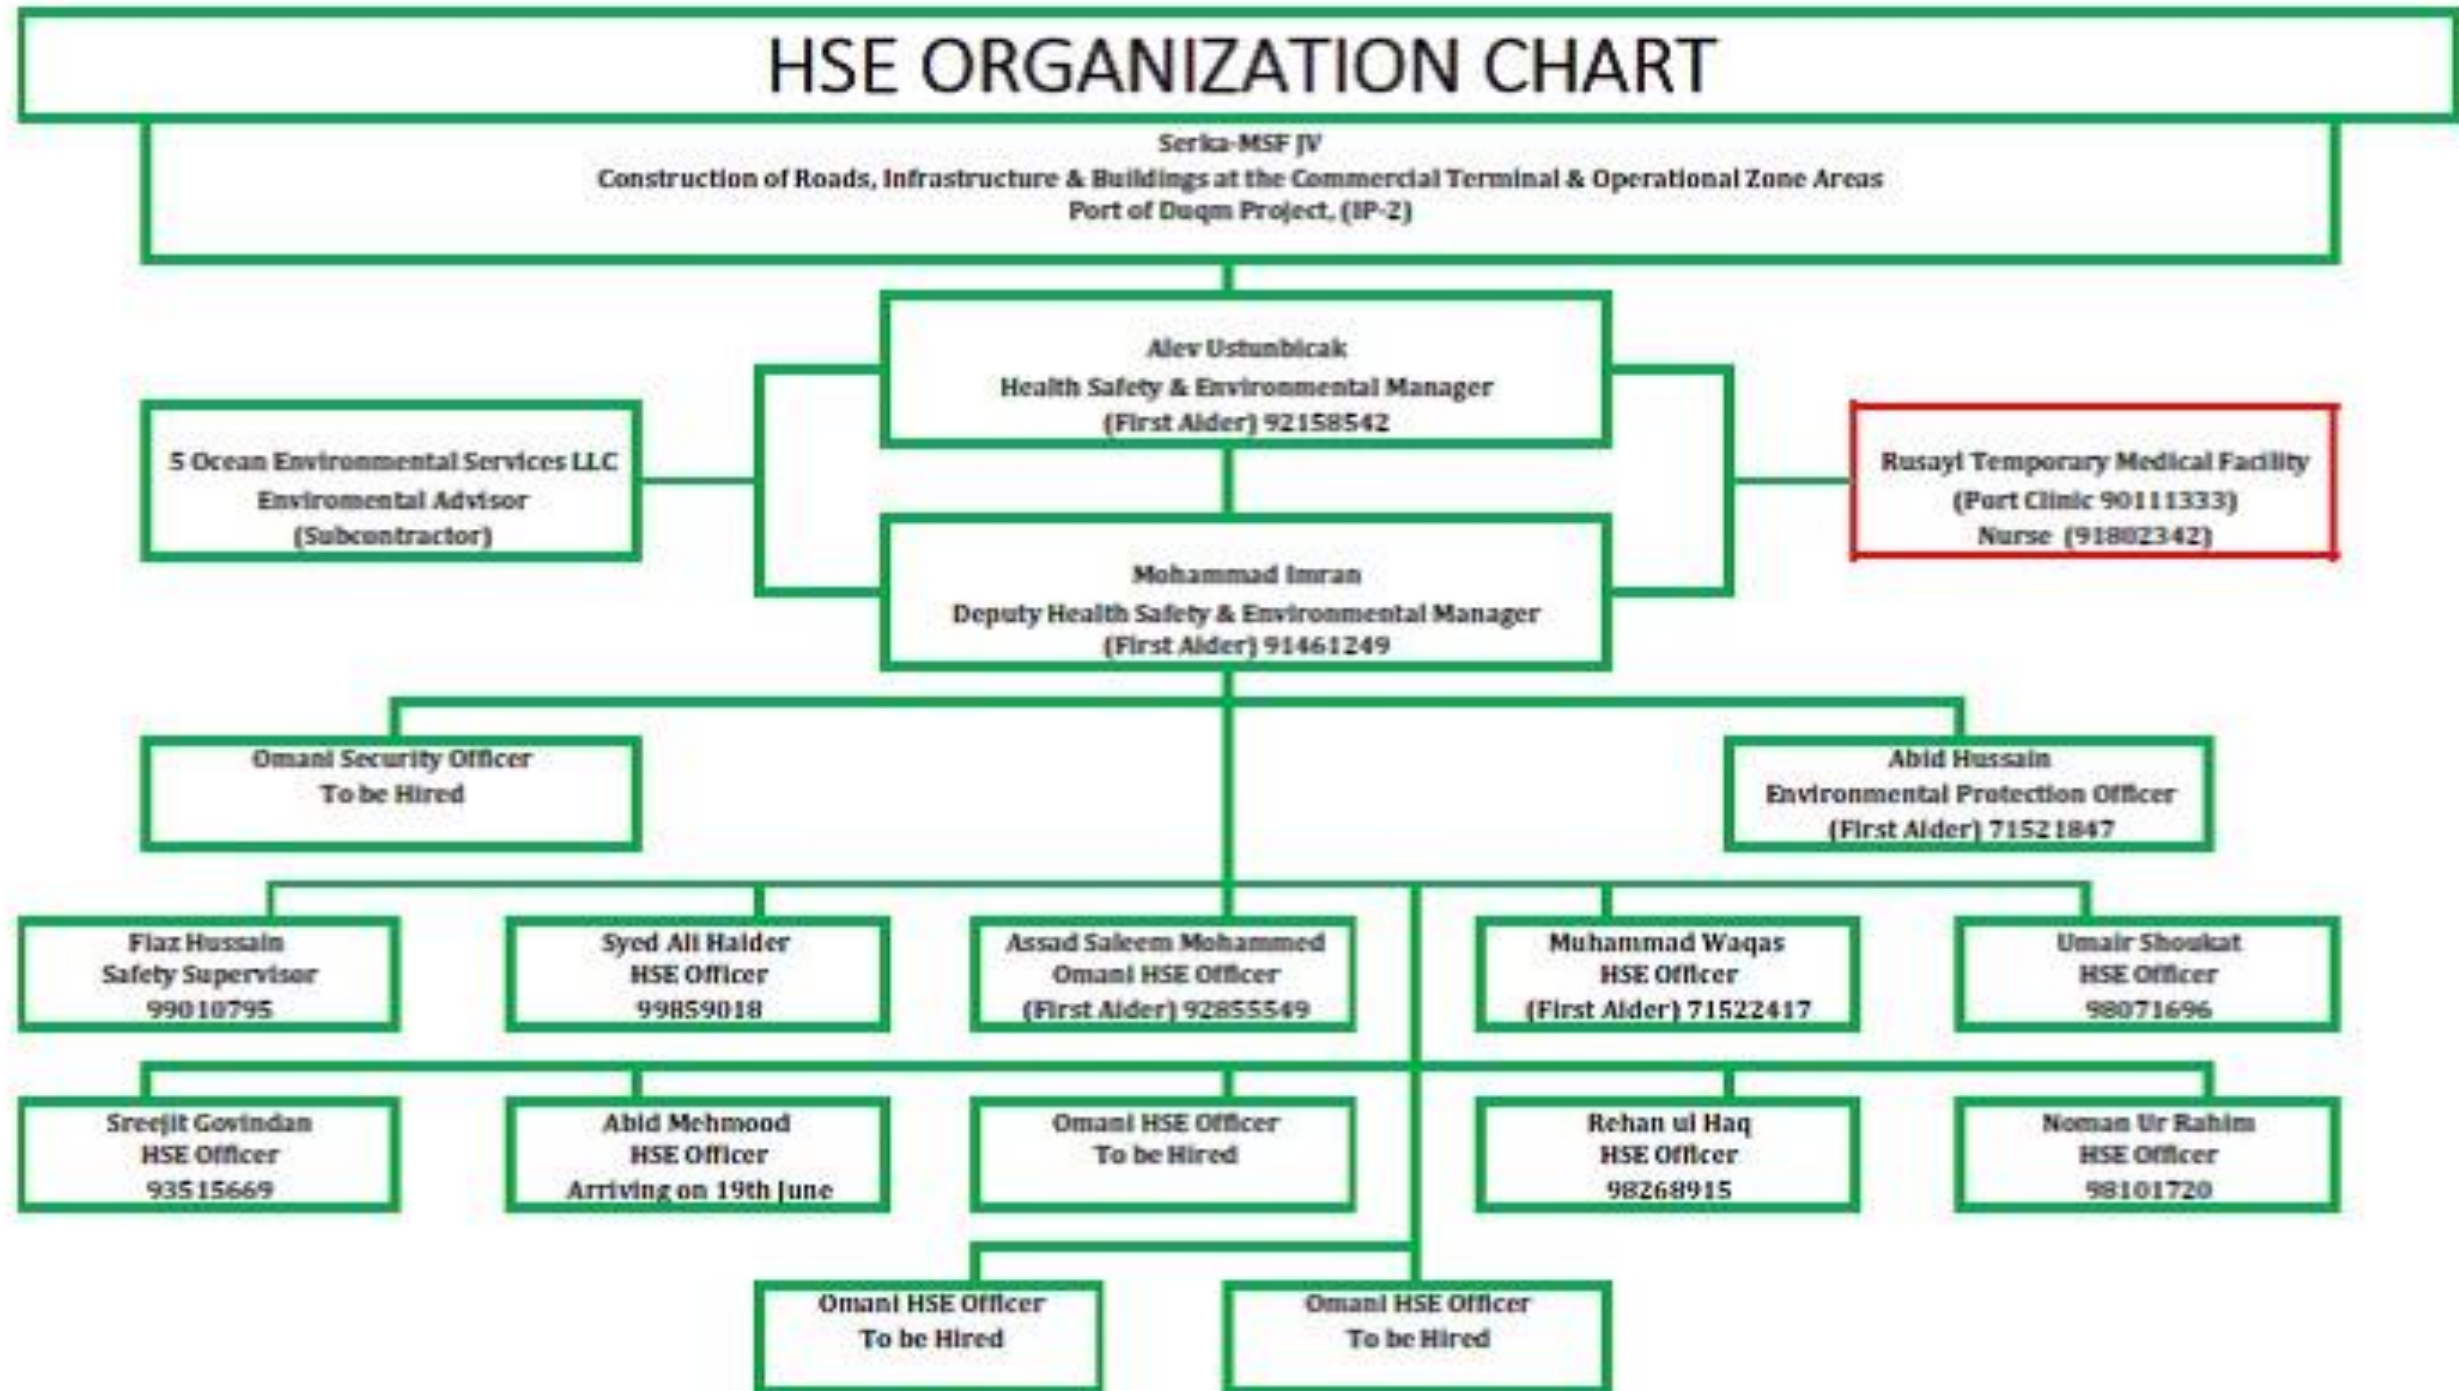 HSE ORGANIZATION CHART
Serka-MSF JV
Construction of Roads, Infrastructure & Buildings at the Commercial Terminal & Operational Zone Areas
Port of Duqm Project, (IP-2)
Alev Ustunbicak
Health Safety & Environmental Manager
(First Aider) 92158542
5 Ocean Environmental Services LLC
Enviromental Advisor
(Subcontractor)
Rusayl Temporary Medical Facility
(Port Clinic 90111333)
Nurse (91802342)
Mohammad Imran
Deputy Health Safety & Environmental Manager
(First Aider) 91461249
Omani Security Officer
To be Hired
Abid Hussain
Environmental Protection Officer
(First Aider) 71521847
Fiaz Hussain
Safety Supervisor
99010795
Syed Ali Haider
HSE Officer
99859018
Assad Saleem Mohammed
Omani HSE Officer
(First Aider) 92855549
Muhammad Waqas
HSE Officer
(First Aider) 71522417
Umair Shoukat
HSE Officer
98071696
Sreejit Govindan
HSE Officer
93515669
Abid Mehmood
HSE Officer
Arriving on 19th June
Omani HSE Officer
To be Hired
Rehan ul Haq
HSE Officer
98268915
Noman Ur Rahim
HSE Officer
98101720
Omani HSE Officer
To be Hired
Omani HSE Officer
To be Hired